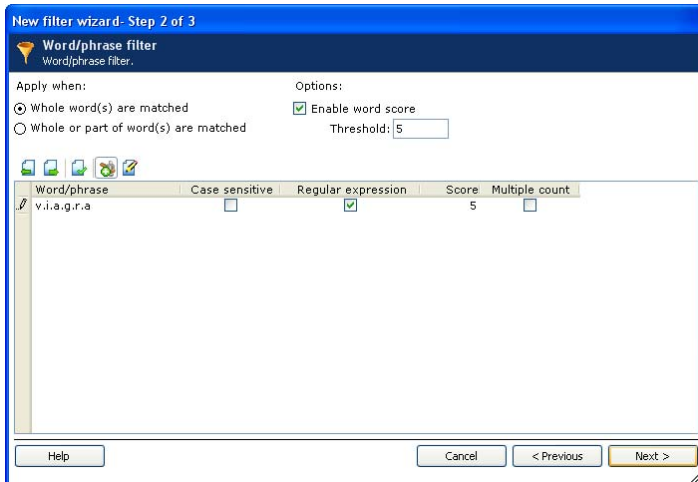 New filter wizard- Step 2 of 3
Word/phrase filter
Word/phrase filter.
Apply when:
Options:
Whole word(s) are matched
Enable word score
Whole or part of word(s) are matched
Threshold: 5
Word/phrase Case sensitive Regular expression Score Multiple count
v.i.a.g.r.a 5
Help Cancel < Previous Next >